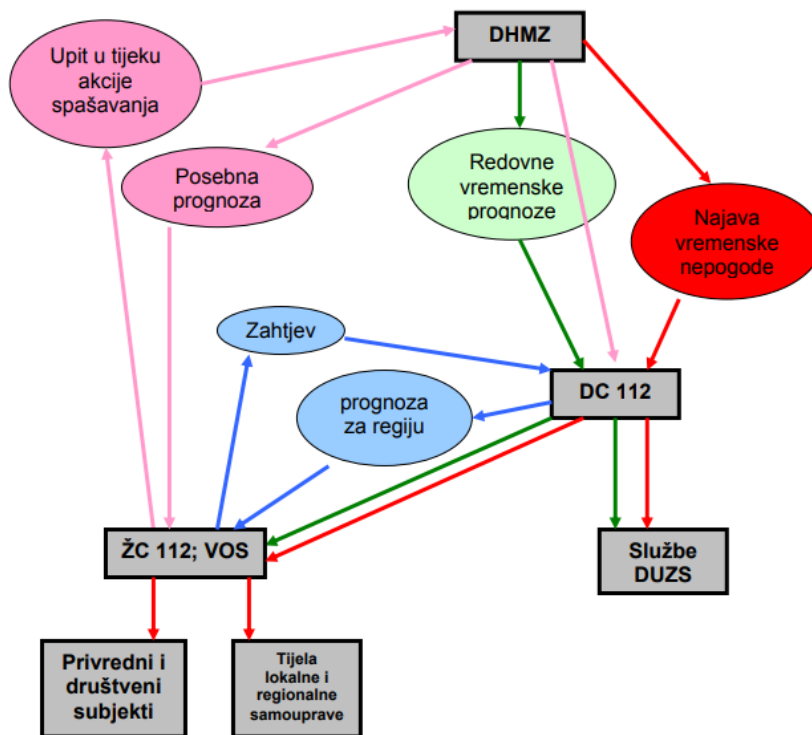 DHMZ
Upit u tijeku
akcije
spašavanja
Posebna
prognoza
Redovne
vremenske
prognoze
Najava
vremenske
nepogode
Zahtjev
prognoza
za regiju
DC 112
ŽC 112; VOS
Službe
DUZS
Privredni i
društveni
subjekti
Tijela
lokalne i
regionalne
samouprave